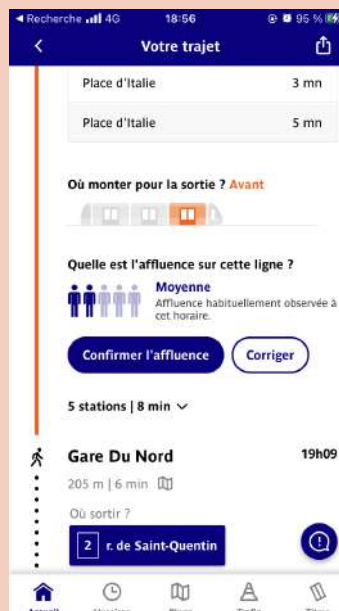 Recherche 4G 18:56 95 %
Votre trajet
Place d'Italie 3 mn
Place d'Italie 5 mn
Où monter pour la sortie ? Avant
Quelle est l'affluence sur cette ligne ?
Moyenne
Affluence habituellement observée à
cet horaire.
Confirmer l'affluence Corriger
5 stations | 8 min
Gare Du Nord 19h09
205 m | 6 min
Où sortir ?
2 r. de Saint-Quentin